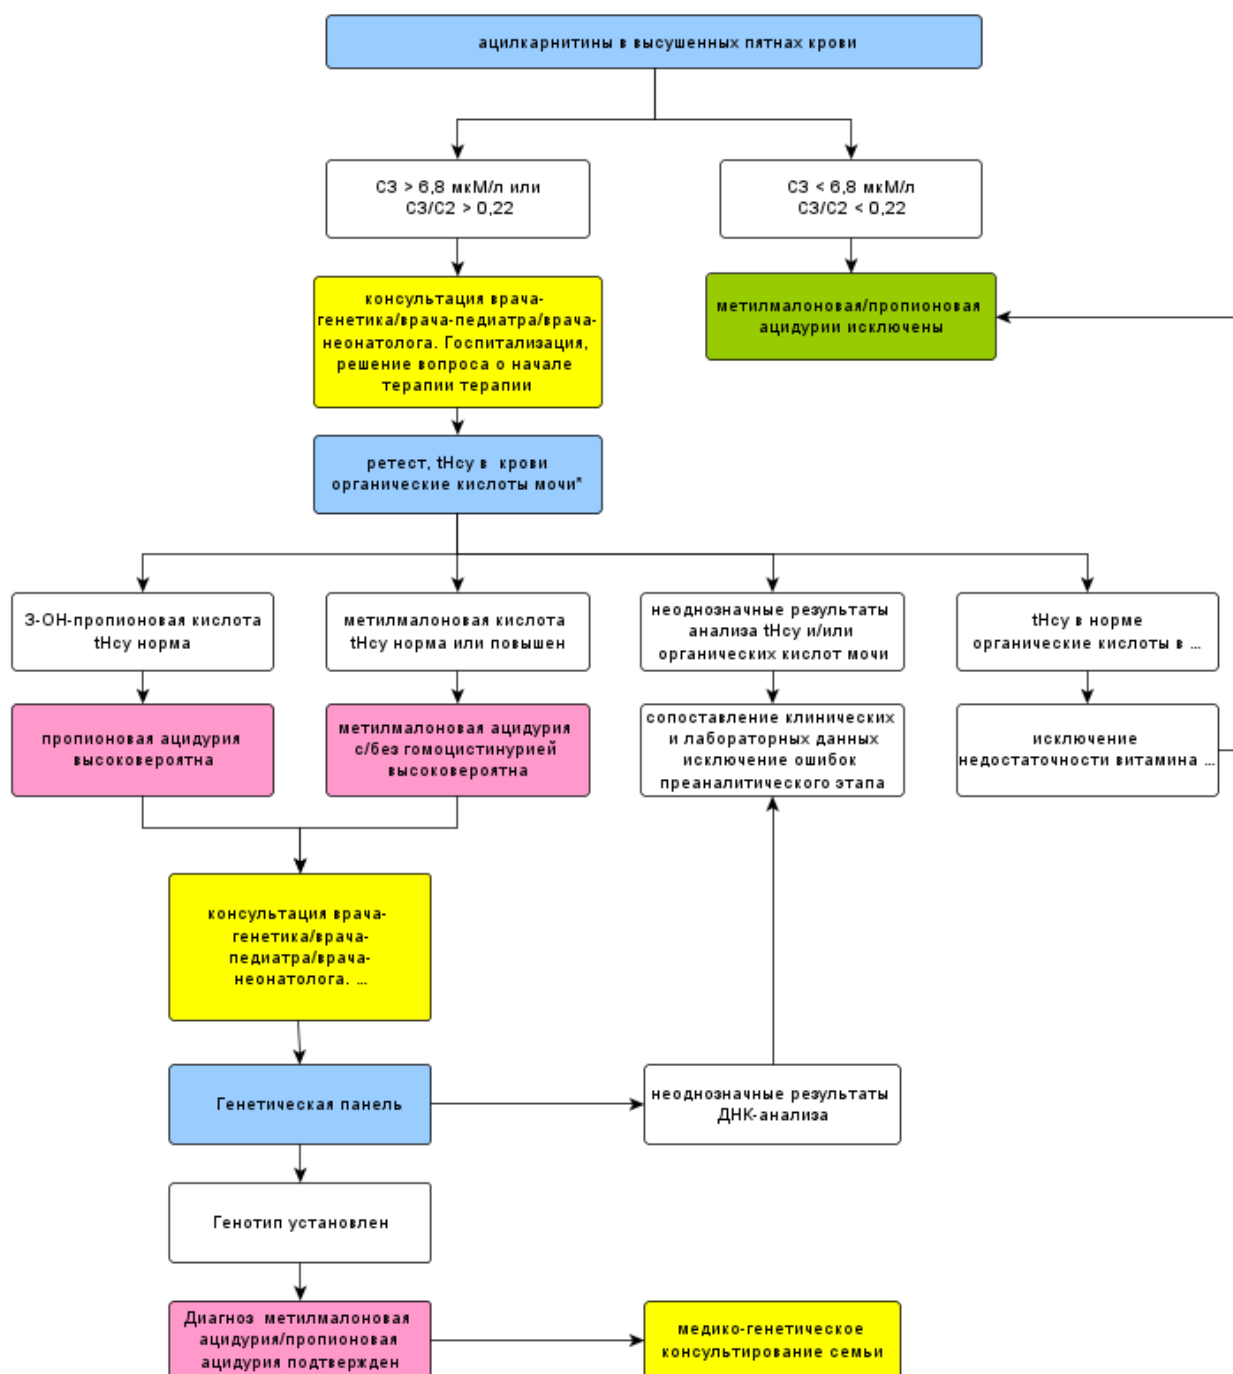 ацилкарнитины в высушенных пятнах крови
С3 > 6,8 мкМ/л или
С3/С2 > 0,22
С3 < 6,8 мкМ/л
С3/С2 < 0,22
консультация врача-
генетика/врача-педиатра/врача-
неонатолога. Госпитализация,
решение вопроса о начале
терапии терапии
метилмалоновая/пропионовая
ацидурии исключены
ретест, tHcy в крови
органические кислоты мочи*
3-ОН-пропионовая кислота
tHcy норма
метилмалоновая кислота
tHcy норма или повышен
неоднозначные результаты
анализа tHcy и/или
органических кислот мочи
tHcy в норме
органические кислоты в ...
пропионовая ацидурия
высоковероятна
метилмалоновая ацидурия
с/без гомоцистинурией
высоковероятна
сопоставление клинических
и лабораторных данных
исключение ошибок
преаналитического этапа
исключение
недостаточности витамина ...
консультация врача-
генетика/врача-
педиатра/врача-
неонатолога. ...
Генетическая панель
неоднозначные результаты
ДНК-анализа
Генотип установлен
Диагноз метилмалоновая
ацидурия/пропионовая
ацидурия подтвержден
медико-генетическое
консультирование семьи